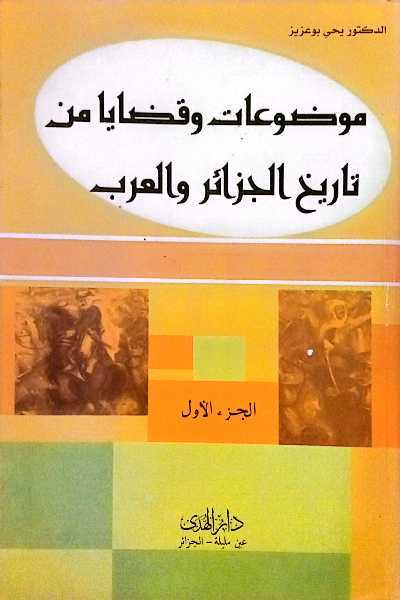 الدكتور يحي بوعزيز
موضوعات وقضايا من
تاريخ الجزائر والعرب
الجزء الأول
دار الهدى
عين مليلة - الجزائر